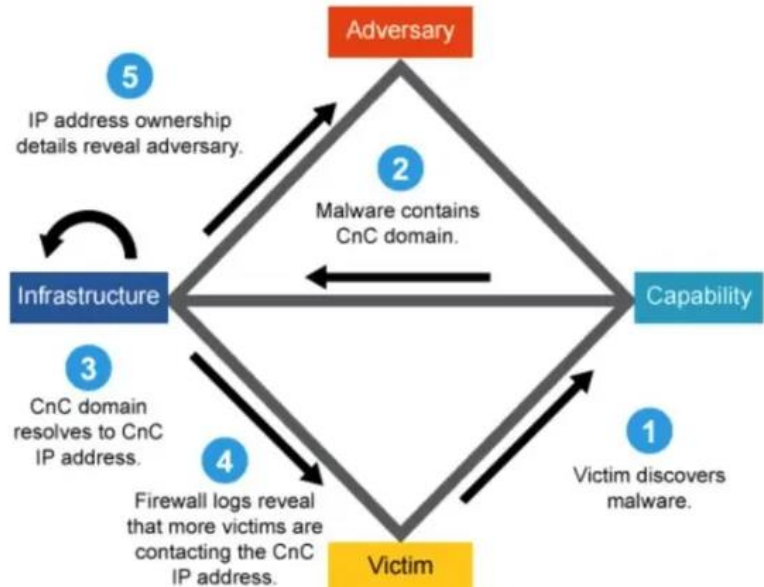 Adversary
5
IP address ownership
details reveal adversary.
2
Malware contains
CnC domain.
Infrastructure
Capability
3
CnC domain
resolves to CnC
IP address.
4
Firewall logs reveal
that more victims are
contacting the CnC
IP address.
1
Victim discovers
malware.
Victim